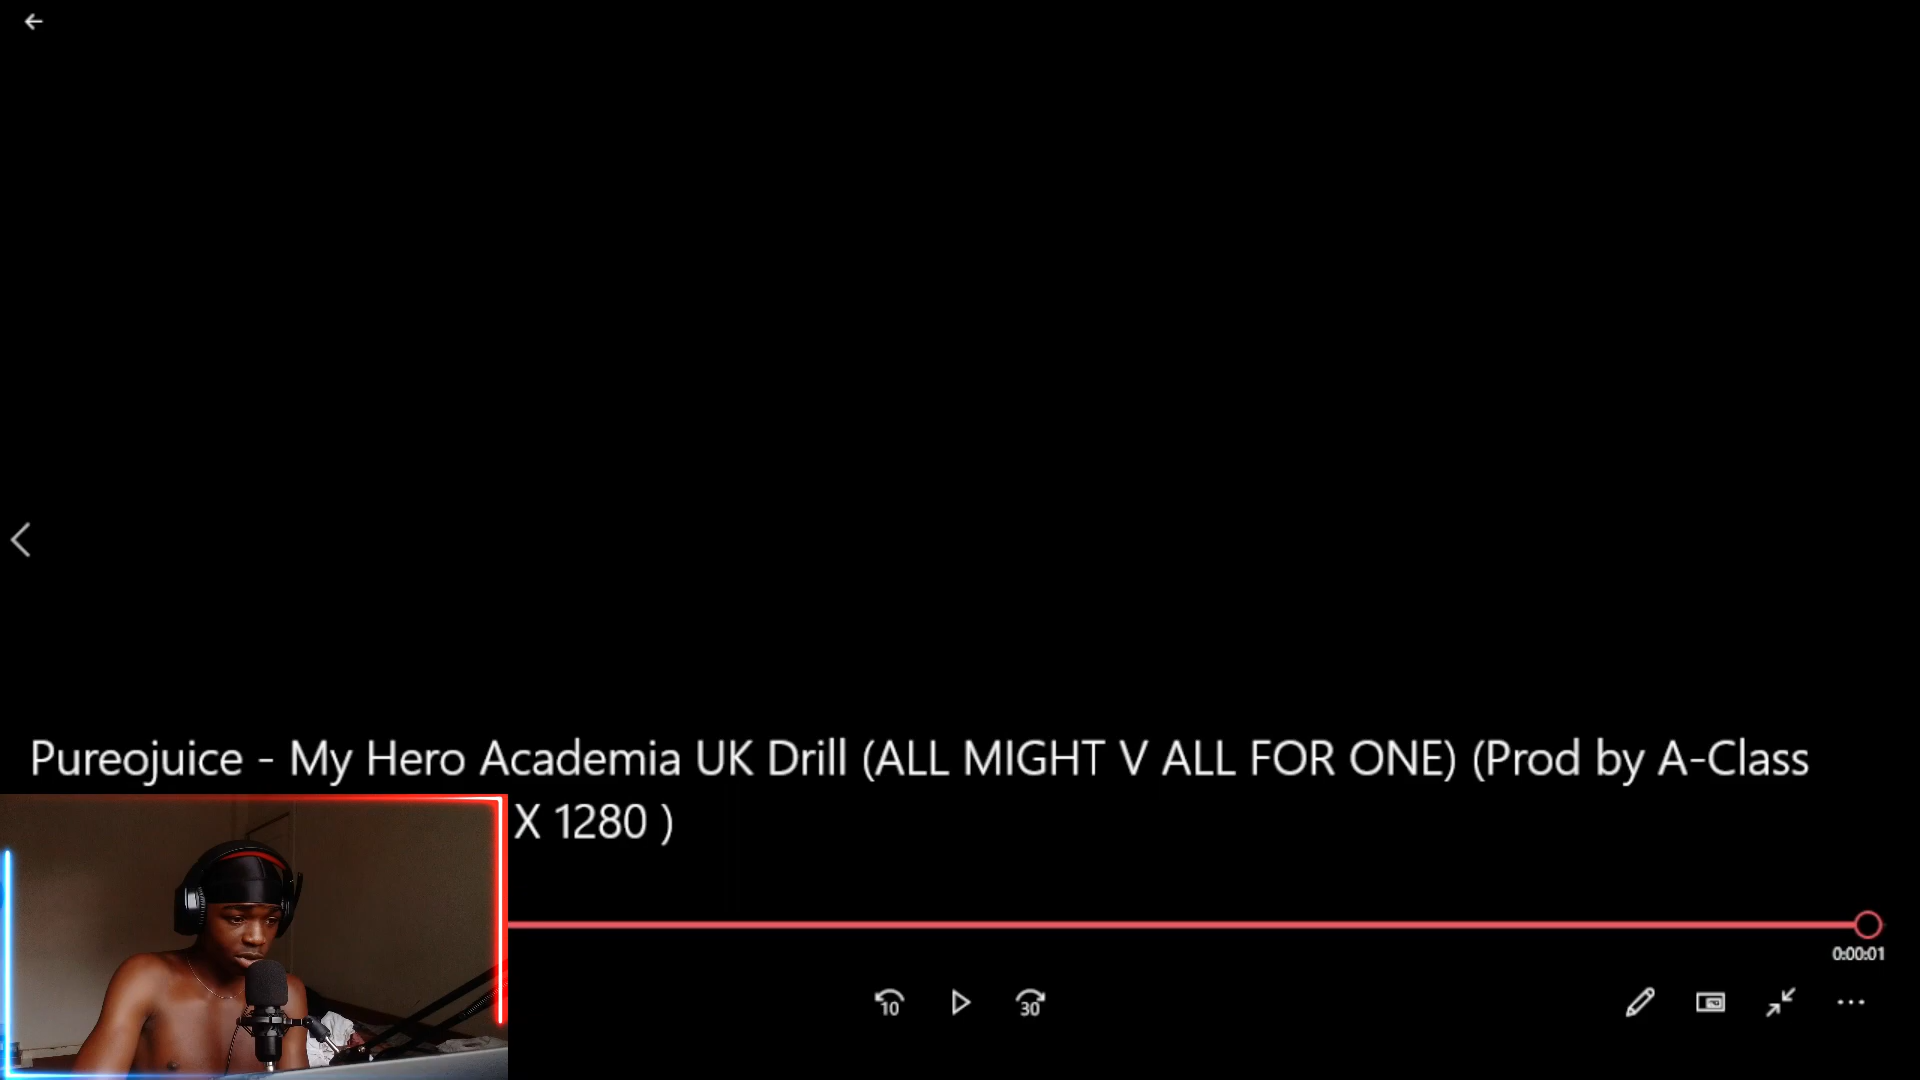 Pureojuice - My Hero Academia UK Drill (ALL MIGHT V ALL FOR ONE) (Prod by A-Class
X 1280 )
0:00:01
10
30